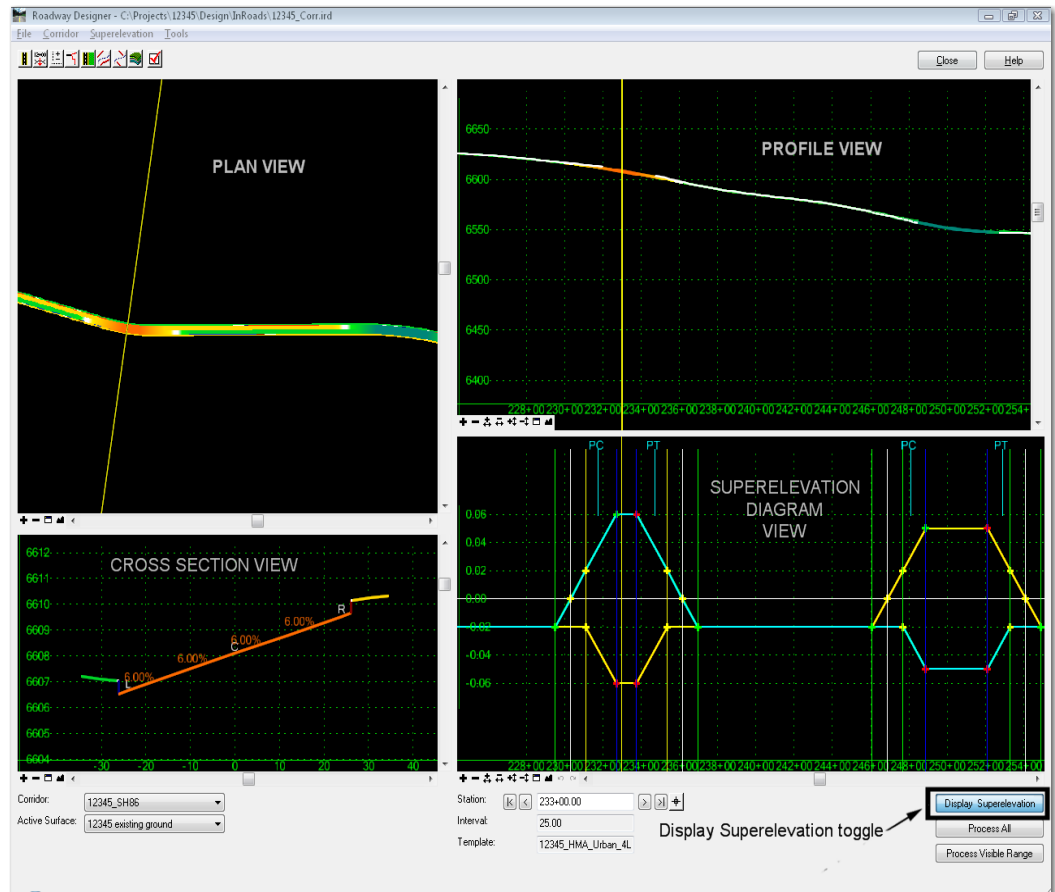 Roadway Designer - C:\Projects\12345\Design\InRoads\12345_Corr.ird
File Corridor Superelevation Tools
Close Help
PLAN VIEW
PROFILE VIEW
6650
6600
6550
6500
6450
6400
228+00 230+00 232+00 234+00 236+00 238+00 240+00 242+00 244+00 246+00 248+00 250+00 252+00 254+
CROSS SECTION VIEW
6612
6611
6610
6609
6608
6607
6606
6605
6604
R
6.00%
6.00%
C
6.00%
6.00%
L
-30 -20 -10 0 10 20 30 40
SUPERELEVATION
DIAGRAM
VIEW
PC PT PC PT
0.06
0.04
0.02
0.00
-0.02
-0.04
-0.06
228+00 230+00 232+00 234+00 236+00 238+00 240+00 242+00 244+00 246+00 248+00 250+00 252+00 254+00
Corridor: 12345_SH86
Active Surface: 12345 existing ground
Station: 233+00.00
Interval: 25.00
Template: 12345_HMA_Urban_4L
Display Superelevation toggle
Display Superelevation
Process All
Process Visible Range